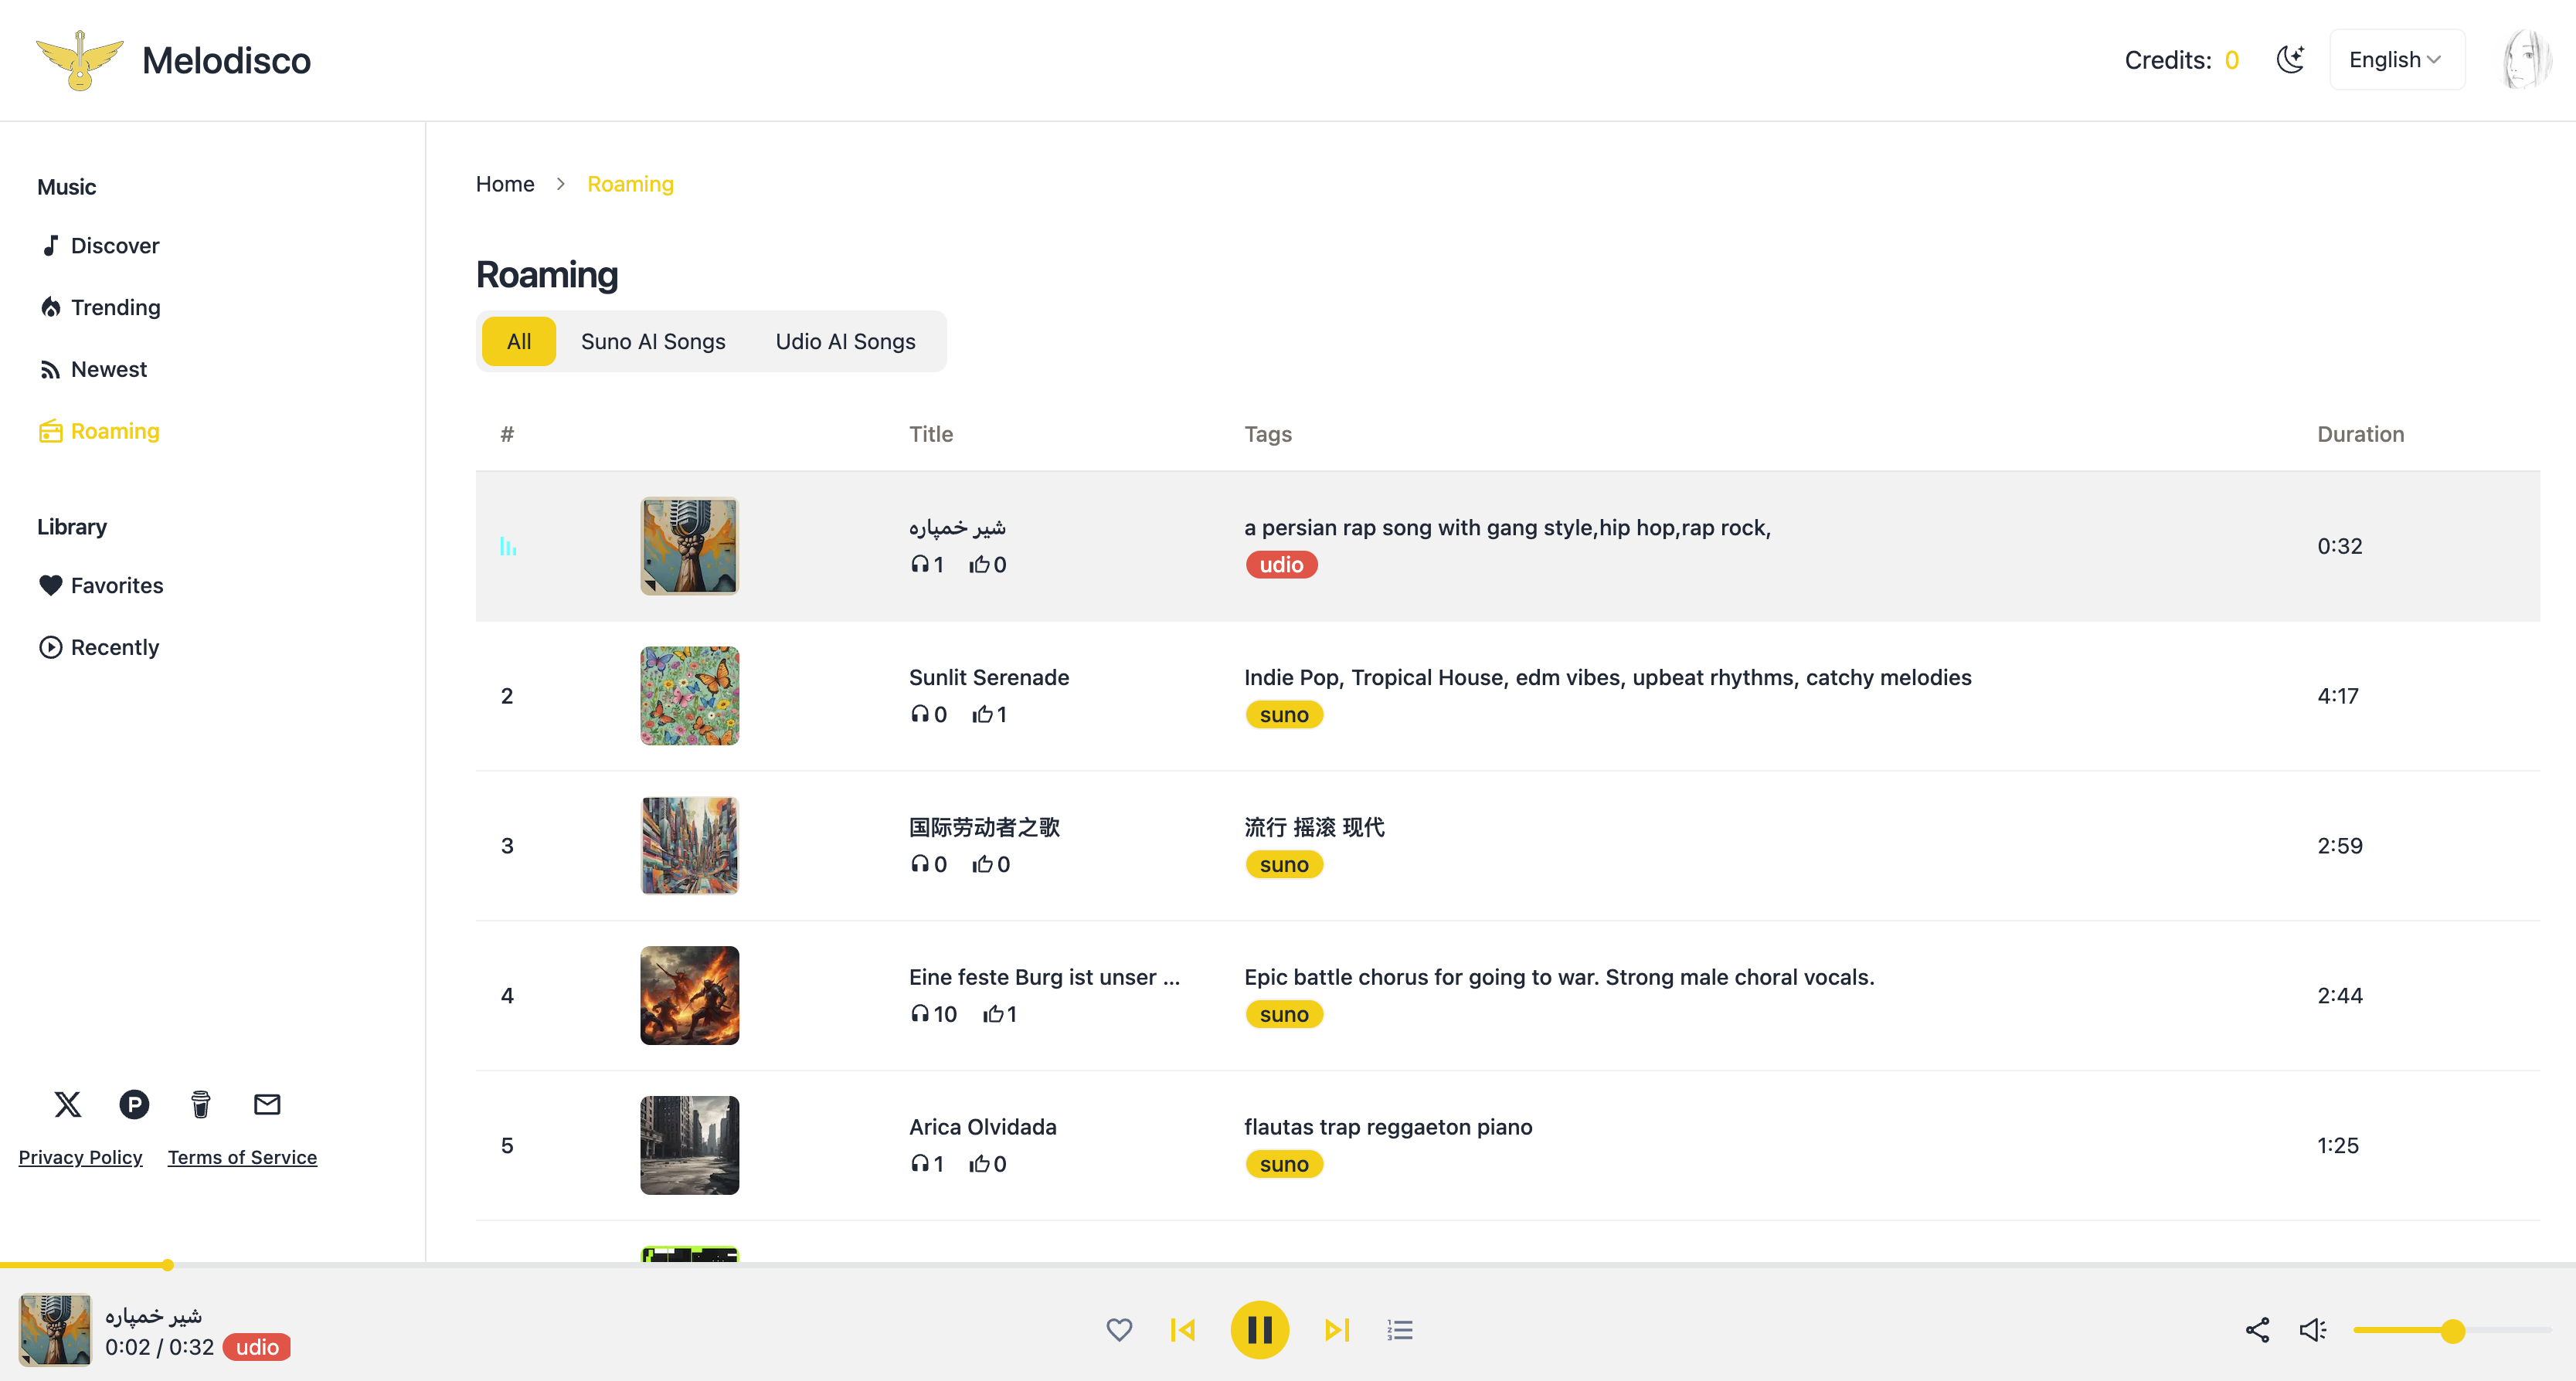 Melodisco
Credits: 0
English
Music
Discover
Trending
Newest
Roaming
Library
Favorites
Recently
Privacy Policy
Terms of Service
Home > Roaming
Roaming
All
Suno AI Songs
Udio AI Songs
# Title Tags Duration
شیر خمپاره
1 0
a persian rap song with gang style,hip hop,rap rock,
udio
0:32
2
Sunlit Serenade
0 1
Indie Pop, Tropical House, edm vibes, upbeat rhythms, catchy melodies
suno
4:17
3
国际劳动者之歌
0 0
流行 摇滚 现代
suno
2:59
4
Eine feste Burg ist unser ...
10 1
Epic battle chorus for going to war. Strong male choral vocals.
suno
2:44
5
Arica Olvidada
1 0
flautas trap reggaeton piano
suno
1:25
شیر خمپاره
0:02 / 0:32 udio